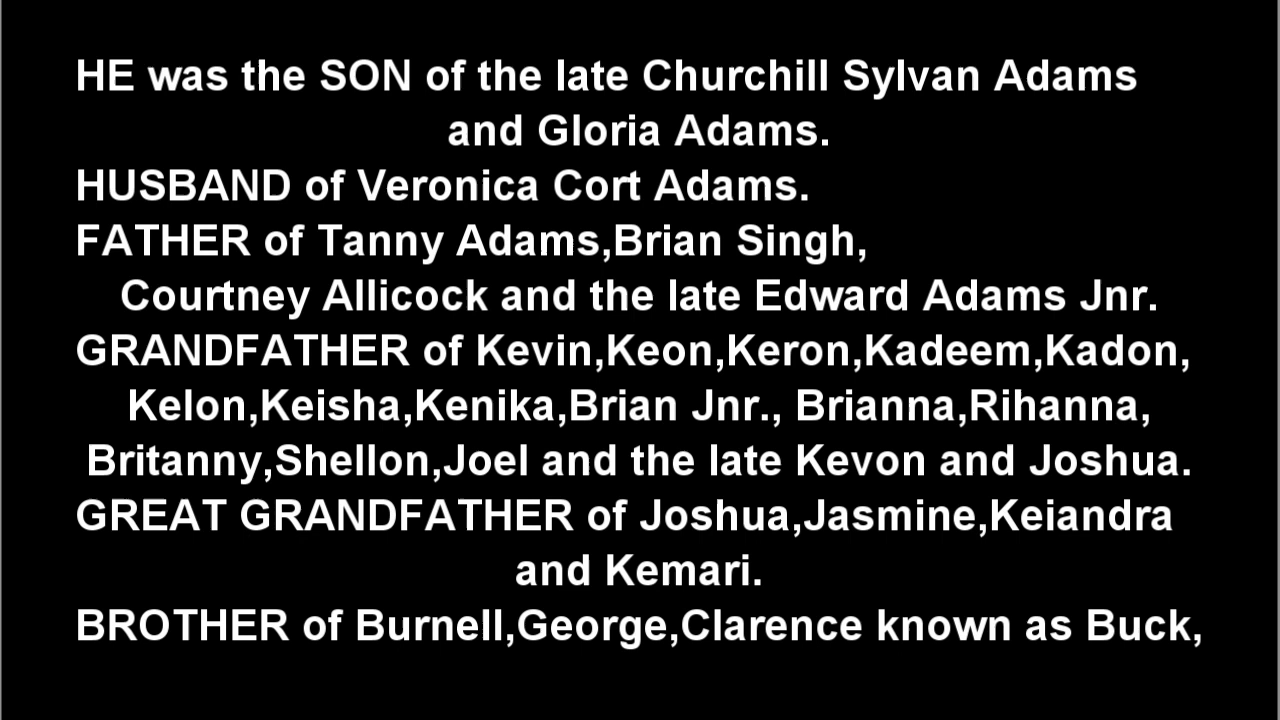 HE was the SON of the late Churchill Sylvan Adams
and Gloria Adams.
HUSBAND of Veronica Cort Adams.
FATHER of Tanny Adams,Brian Singh,
Courtney Allicock and the late Edward Adams Jnr.
GRANDFATHER of Kevin,Keon,Keron,Kadeem,Kadon,
Kelon,Keisha,Kenika,Brian Jnr., Brianna,Rihanna,
Britanny,Shellon,Joel and the late Kevon and Joshua.
GREAT GRANDFATHER of Joshua,Jasmine,Keiandra
and Kemari.
BROTHER of Burnell,George,Clarence known as Buck,